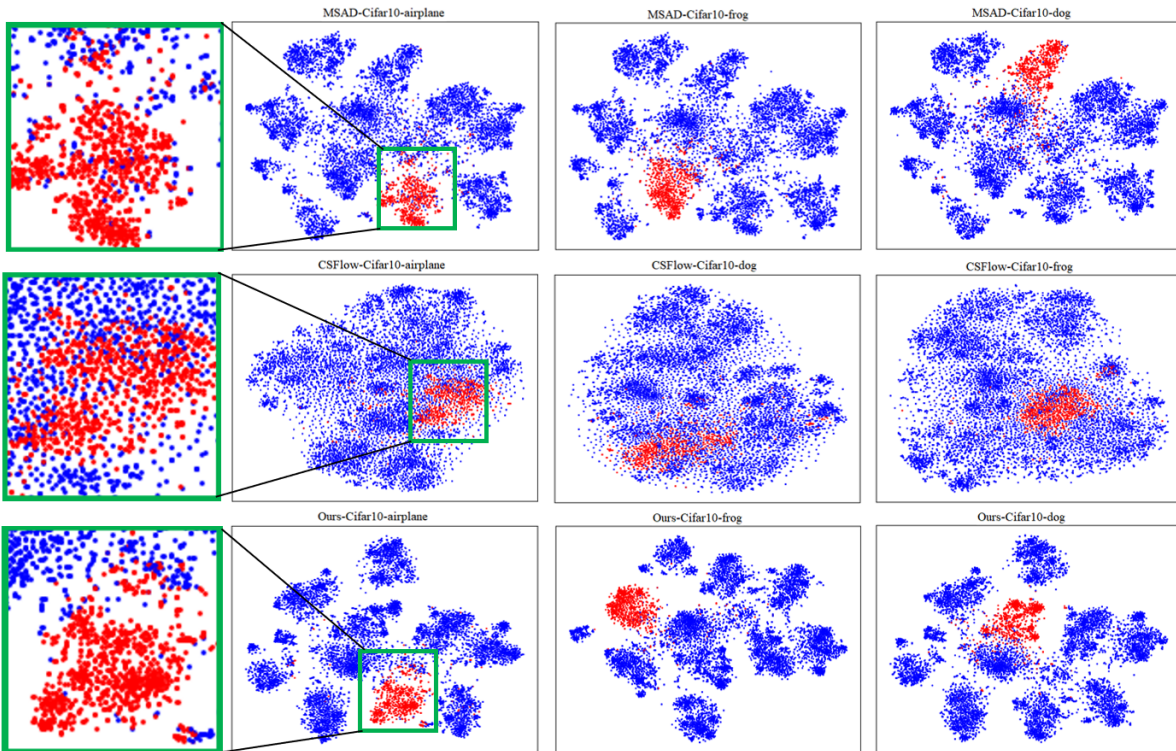 MSAD-Cifar10-airplane
MSAD-Cifar10-frog
MSAD-Cifar10-dog
CSFlow-Cifar10-airplane
CSFlow-Cifar10-dog
CSFlow-Cifar10-frog
Ours-Cifar10-airplane
Ours-Cifar10-frog
Ours-Cifar10-dog